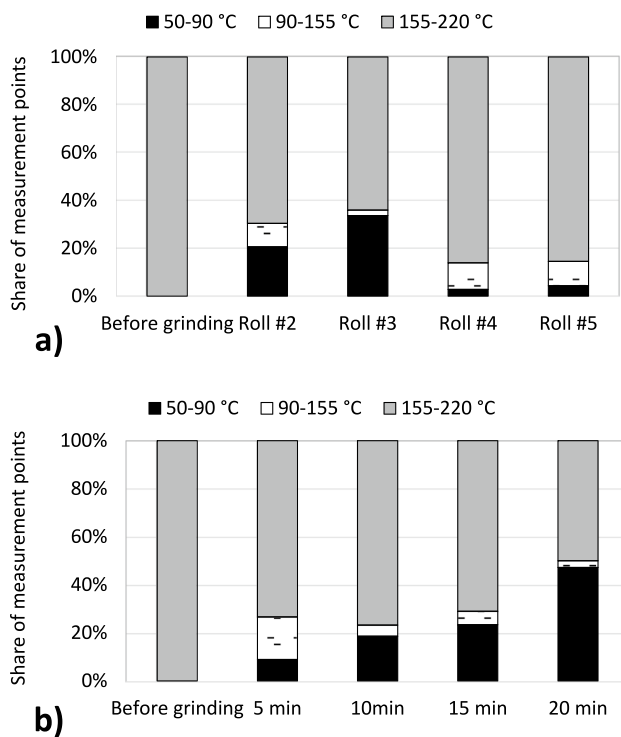 50-90 °C 90-155 °C 155-220 °C
100%
80%
60%
40%
20%
0%
Share of measurement points
Before grinding Roll #2 Roll #3 Roll #4 Roll #5
a)
50-90 °C 90-155 °C 155-220 °C
100%
80%
60%
40%
20%
0%
Share of measurement points
Before grinding 5 min 10min 15 min 20 min
b)